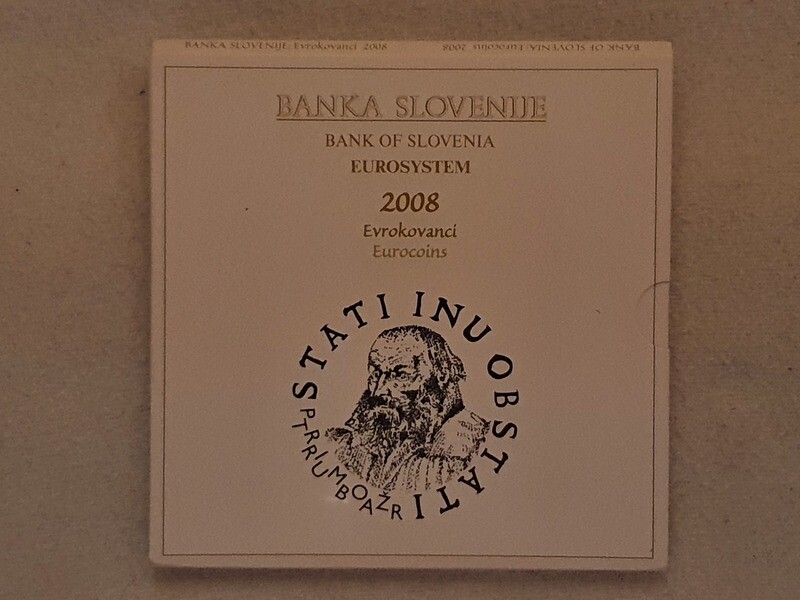 BANKA SLOVENIJE: Evrokovanci 2008
BANK OF SLOVENIA: Eurocoins 2008
BANKA SLOVENIJE
BANK OF SLOVENIA
EUROSYSTEM
2008
Evrokovanci
Eurocoins
STATI INU OBSTATI
PRIMOŽ TRUBAR